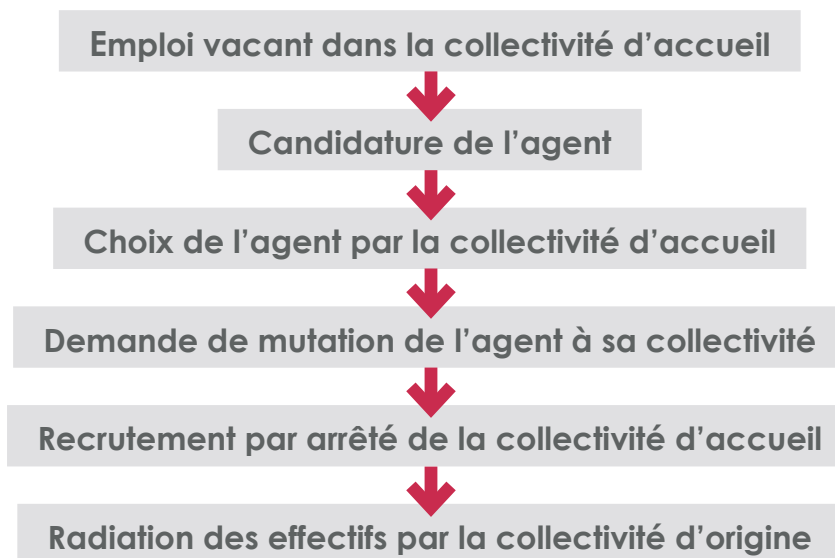 Emploi vacant dans la collectivité d’accueil
Candidature de l’agent
Choix de l’agent par la collectivité d’accueil
Demande de mutation de l’agent à sa collectivité
Recrutement par arrêté de la collectivité d’accueil
Radiation des effectifs par la collectivité d’origine